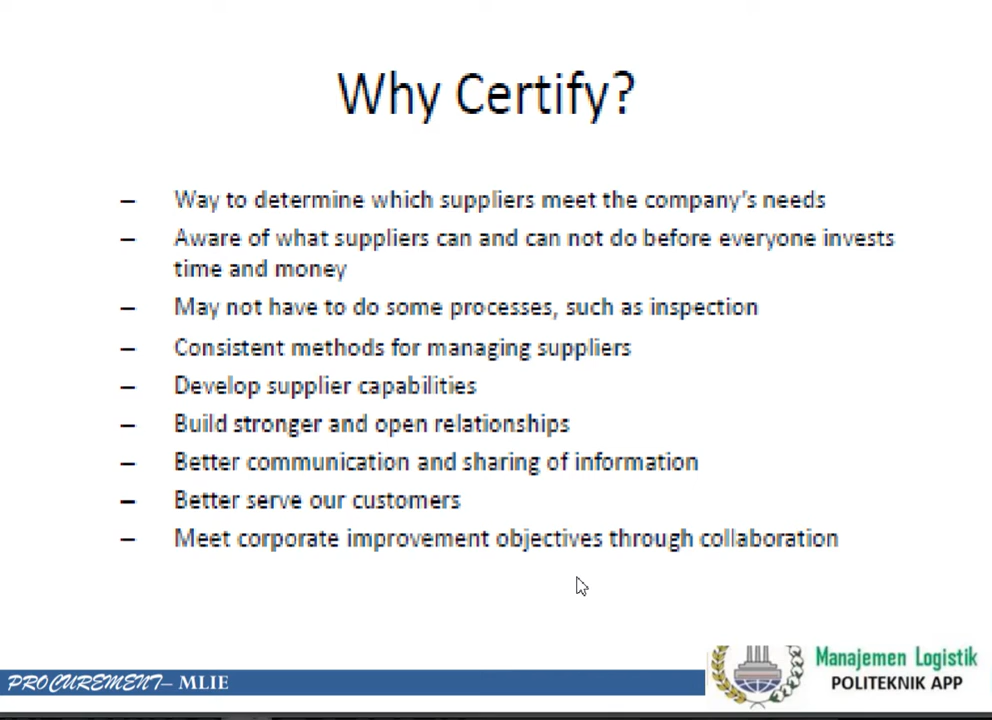 Why Certify?
– Way to determine which suppliers meet the company's needs
– Aware of what suppliers can and can not do before everyone invests
time and money
– May not have to do some processes, such as inspection
– Consistent methods for managing suppliers
– Develop supplier capabilities
– Build stronger and open relationships
– Better communication and sharing of information
– Better serve our customers
– Meet corporate improvement objectives through collaboration
PROCUREMENT– MLIE
Manajemen Logistik
POLITEKNIK APP